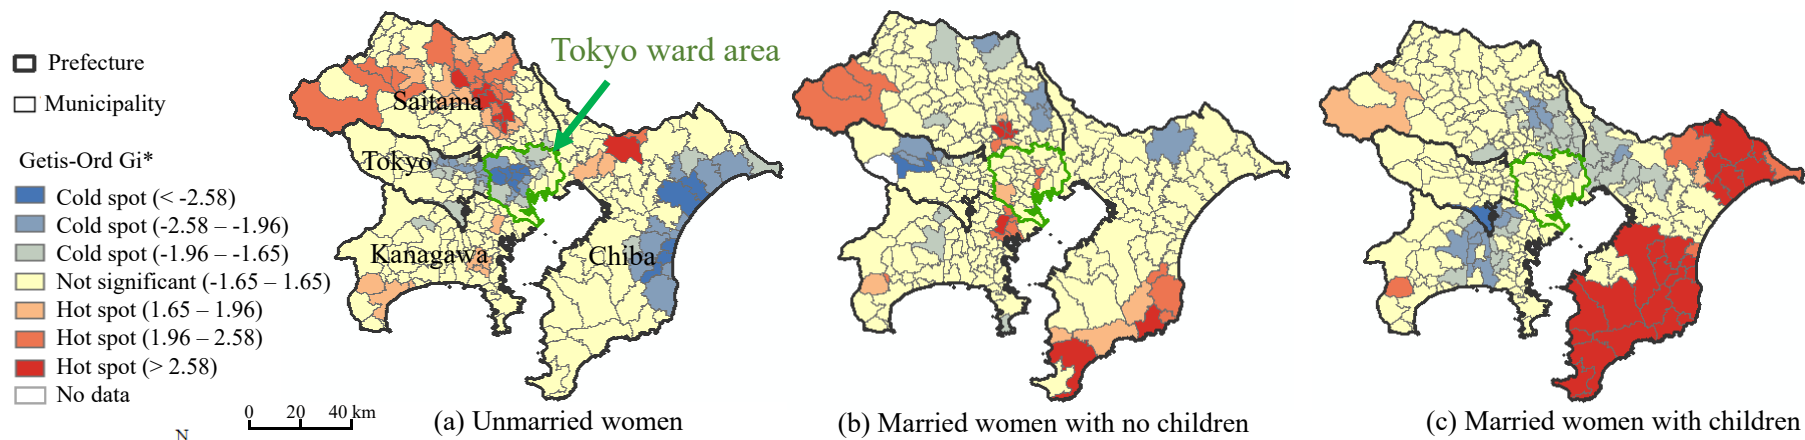 Prefecture
Municipality
Getis-Ord Gi*
Cold spot (< -2.58)
Cold spot (-2.58 – -1.96)
Cold spot (-1.96 – -1.65)
Not significant (-1.65 – 1.65)
Hot spot (1.65 – 1.96)
Hot spot (1.96 – 2.58)
Hot spot (> 2.58)
No data
N
0 20 40 km
Tokyo ward area
Saitama
Tokyo
Kanagawa
Chiba
(a) Unmarried women
(b) Married women with no children
(c) Married women with children